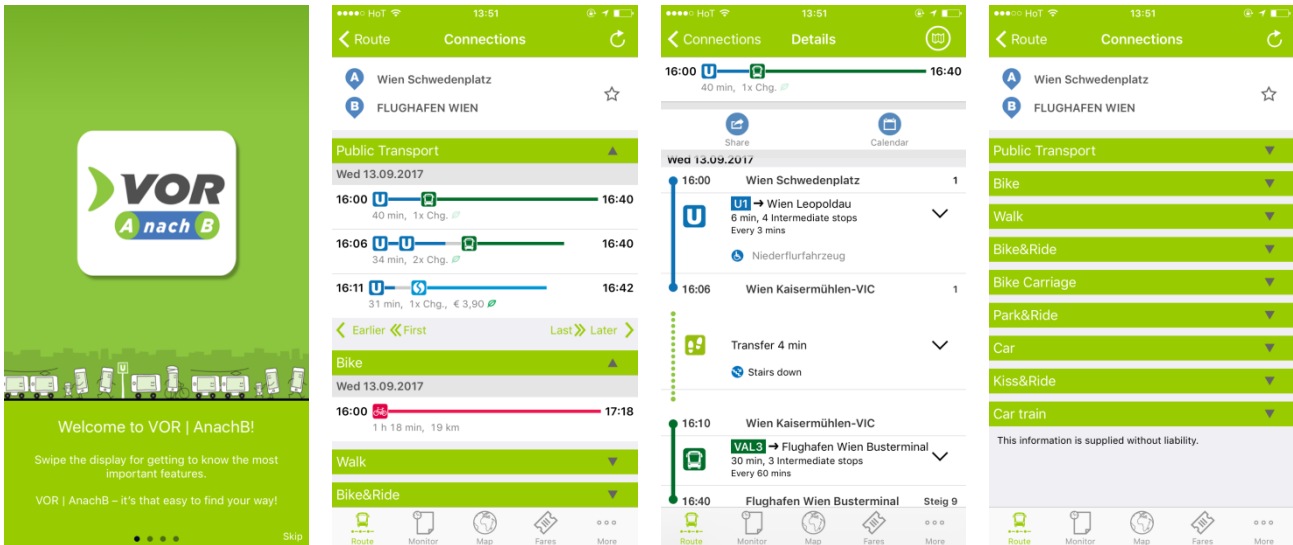 VOR
A nach B
U
Welcome to VOR | AnachB!
Swipe the display for getting to know the most
important features.
VOR | AnachB – it's that easy to find your way!
Skip
HoT 13:51
Route Connections
A Wien Schwedenplatz
B FLUGHAFEN WIEN
Public Transport
Wed 13.09.2017
16:00 U 16:40
40 min, 1x Chg.
16:06 U U 16:40
34 min, 2x Chg.
16:11 U S 16:42
31 min, 1x Chg., € 3,90
Earlier First Last Later
Bike
Wed 13.09.2017
16:00 17:18
1 h 18 min, 19 km
Walk
Bike&Ride
Route Monitor Map Fares More
HoT 13:51
Connections Details
16:00 U 16:40
40 min, 1x Chg.
Share Calendar
Wed 13.09.2017
16:00 Wien Schwedenplatz 1
U U1 → Wien Leopoldau
6 min, 4 Intermediate stops
Every 3 mins
Niederflurfahrzeug
16:06 Wien Kaisermühlen-VIC 1
Transfer 4 min
Stairs down
16:10 Wien Kaisermühlen-VIC
VAL3 → Flughafen Wien Busterminal
30 min, 3 Intermediate stops
Every 60 mins
16:40 Flughafen Wien Busterminal Steig 9
Route Monitor Map Fares More
HoT 13:51
Route Connections
A Wien Schwedenplatz
B FLUGHAFEN WIEN
Public Transport
Bike
Walk
Bike&Ride
Bike Carriage
Park&Ride
Car
Kiss&Ride
Car train
This information is supplied without liability.
Route Monitor Map Fares More